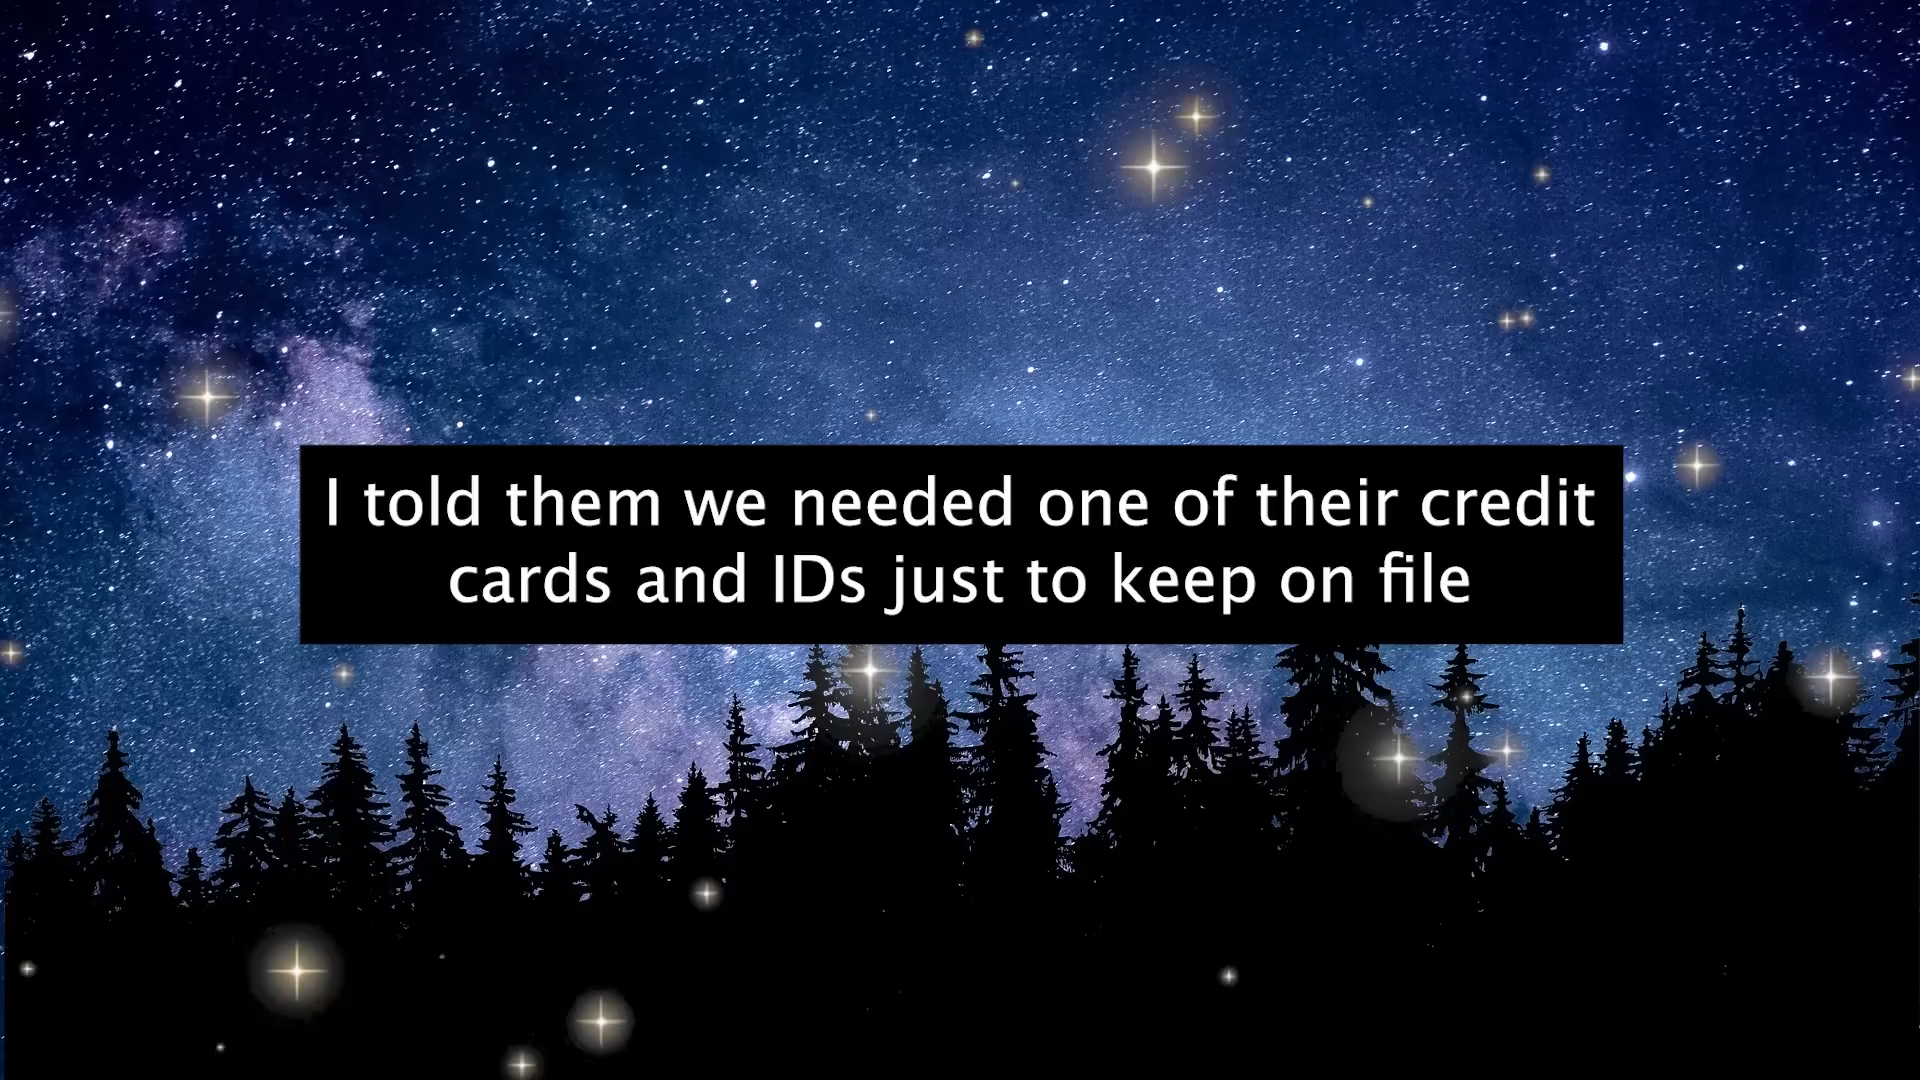 I told them we needed one of their credit
cards and IDs just to keep on file